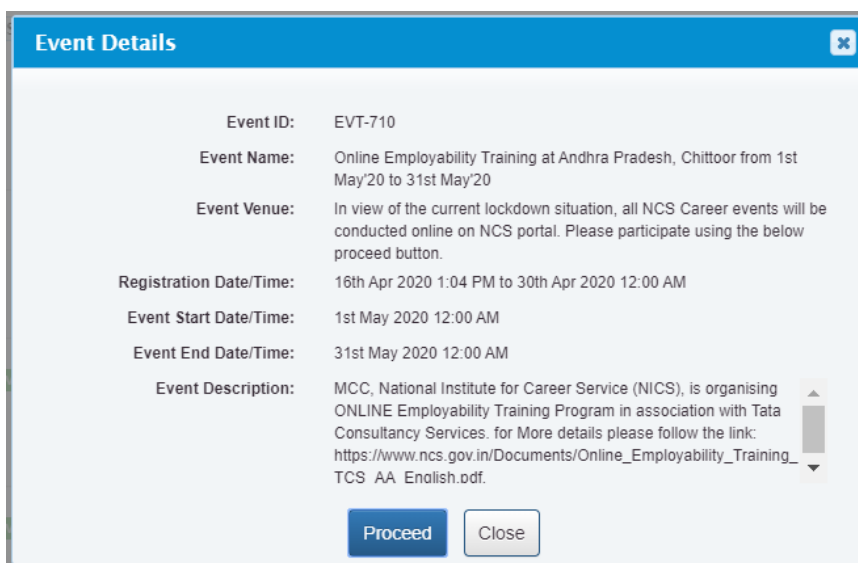 Event Details
Event ID: EVT-710
Event Name: Online Employability Training at Andhra Pradesh, Chittoor from 1st
May'20 to 31st May'20
Event Venue: In view of the current lockdown situation, all NCS Career events will be
conducted online on NCS portal. Please participate using the below
proceed button.
Registration Date/Time: 16th Apr 2020 1:04 PM to 30th Apr 2020 12:00 AM
Event Start Date/Time: 1st May 2020 12:00 AM
Event End Date/Time: 31st May 2020 12:00 AM
Event Description: MCC, National Institute for Career Service (NICS), is organising
ONLINE Employability Training Program in association with Tata
Consultancy Services. for More details please follow the link:
https://www.ncs.gov.in/Documents/Online_Employability_Training_
TCS_AA_English.pdf.
Proceed Close